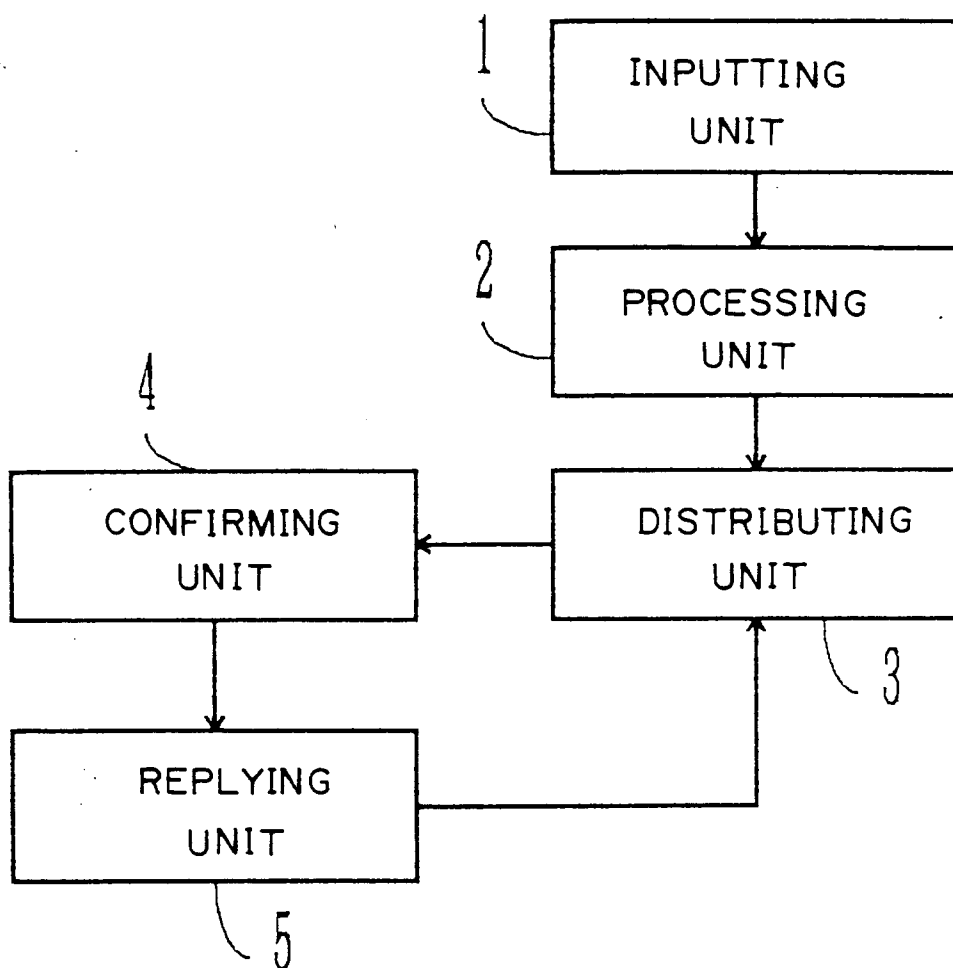 1
INPUTTING
UNIT
2
PROCESSING
UNIT
4
CONFIRMING
UNIT
DISTRIBUTING
UNIT
3
REPLYING
UNIT
5